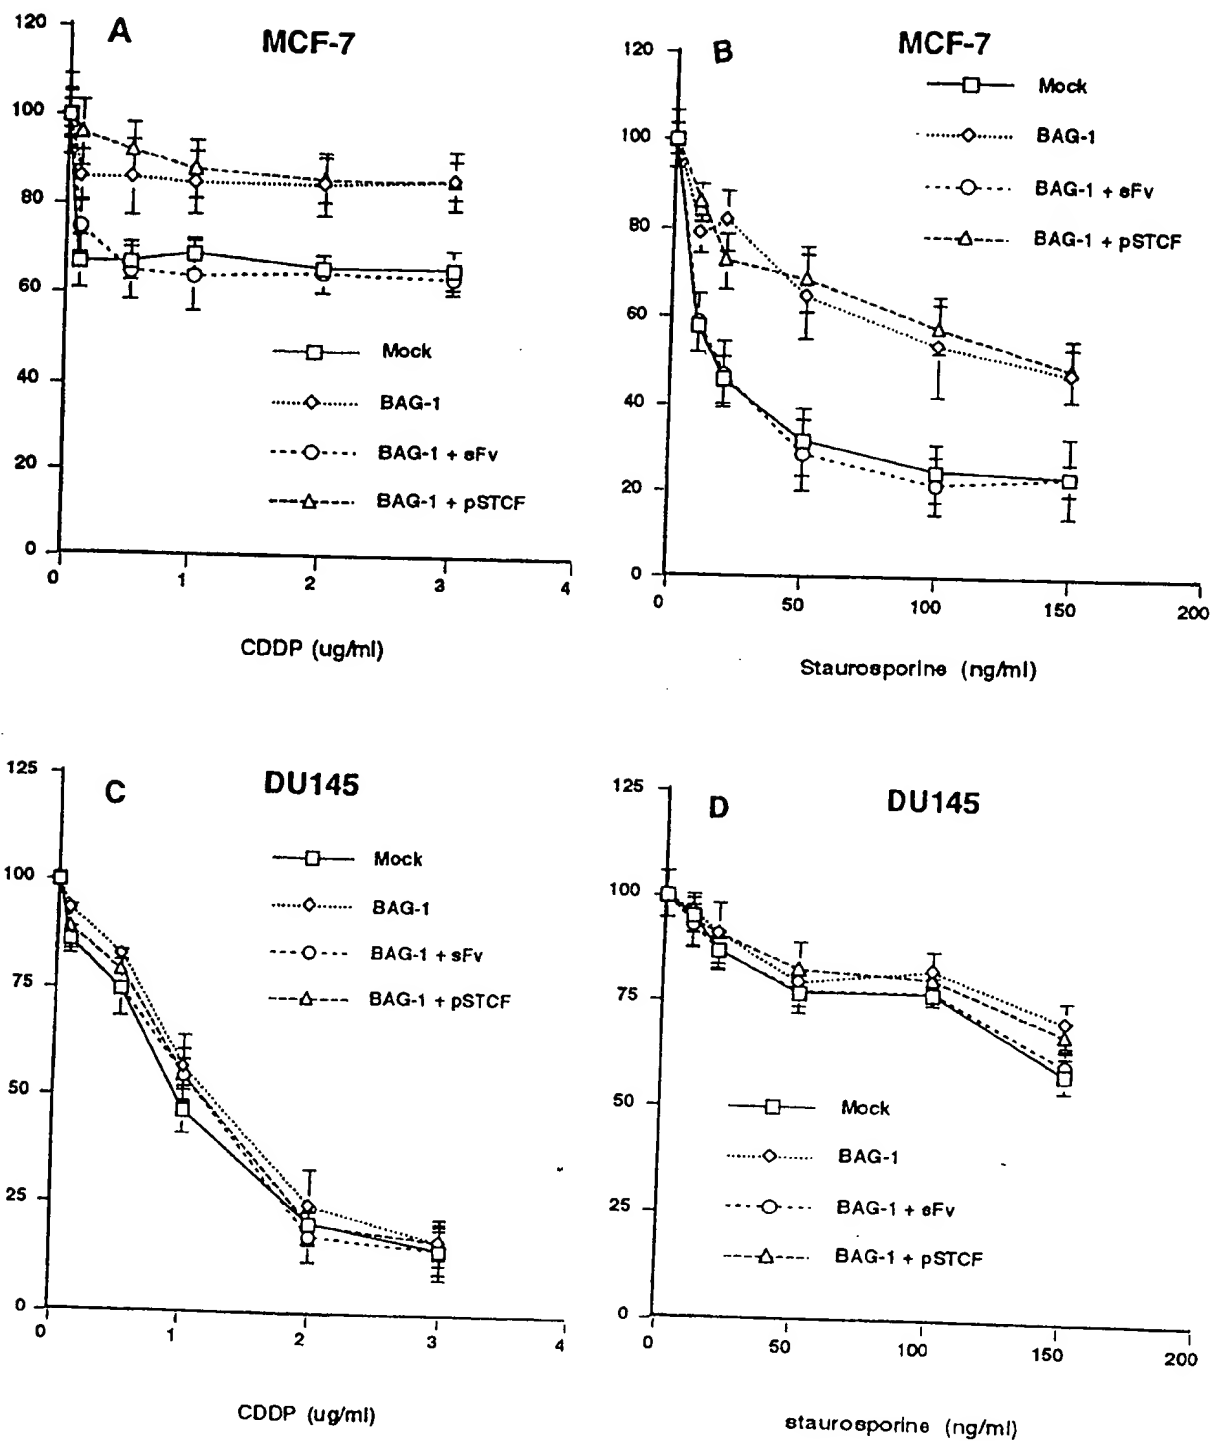 A
MCF-7
120
100
80
60
40
20
0
Mock
BAG-1
BAG-1 + sFv
BAG-1 + pSTCF
0 1 2 3 4
CDDP (ug/ml)
B
MCF-7
120
100
80
60
40
20
0
Mock
BAG-1
BAG-1 + sFv
BAG-1 + pSTCF
0 50 100 150 200
Staurosporine (ng/ml)
C
DU145
125
100
75
50
25
0
Mock
BAG-1
BAG-1 + sFv
BAG-1 + pSTCF
0 1 2 3 4
CDDP (ug/ml)
D
DU145
125
100
75
50
25
0
Mock
BAG-1
BAG-1 + sFv
BAG-1 + pSTCF
0 50 100 150 200
staurosporine (ng/ml)